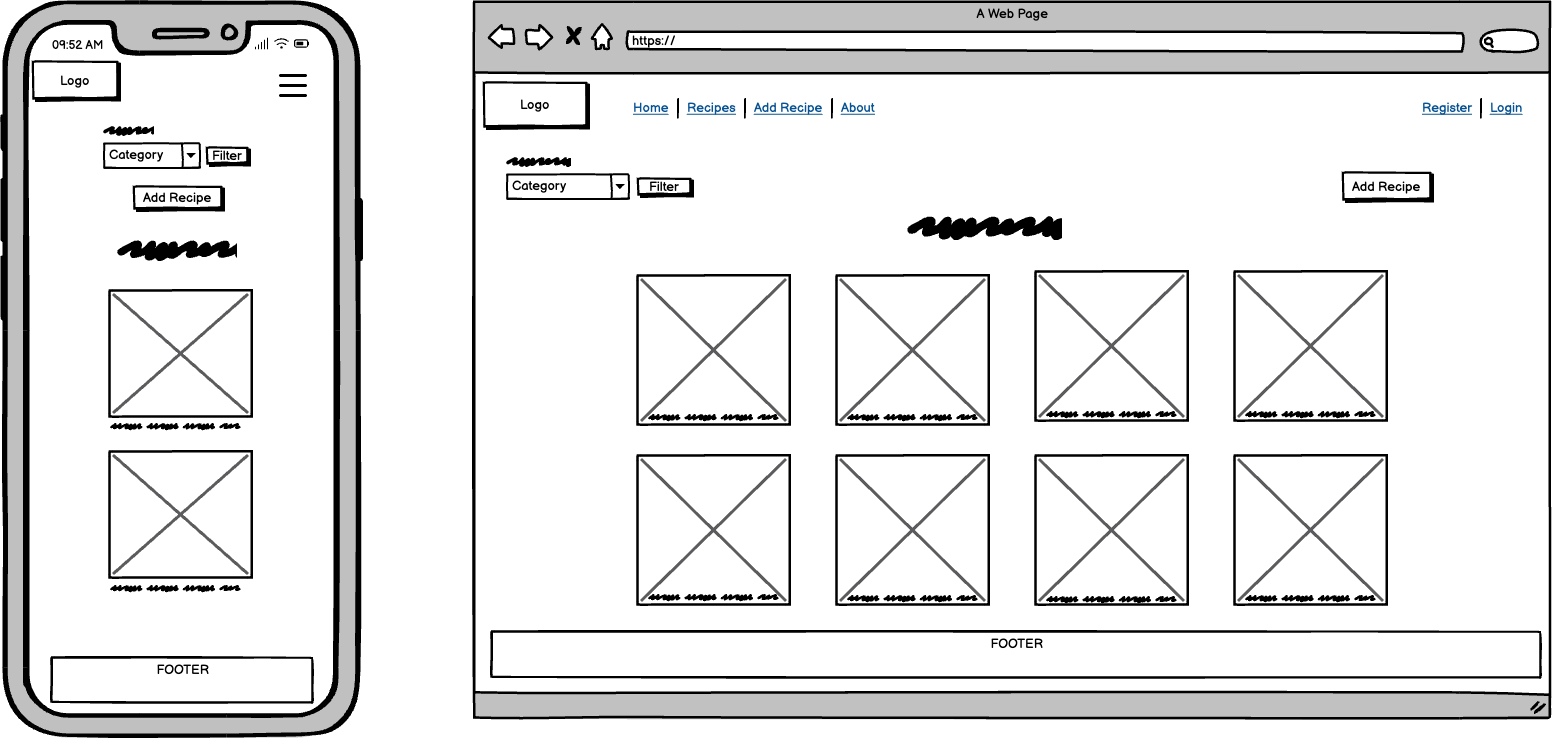 09:52 AM
Logo
Category
Filter
Add Recipe
FOOTER
A Web Page
https://
Logo
Home
Recipes
Add Recipe
About
Register
Login
Category
Filter
Add Recipe
FOOTER